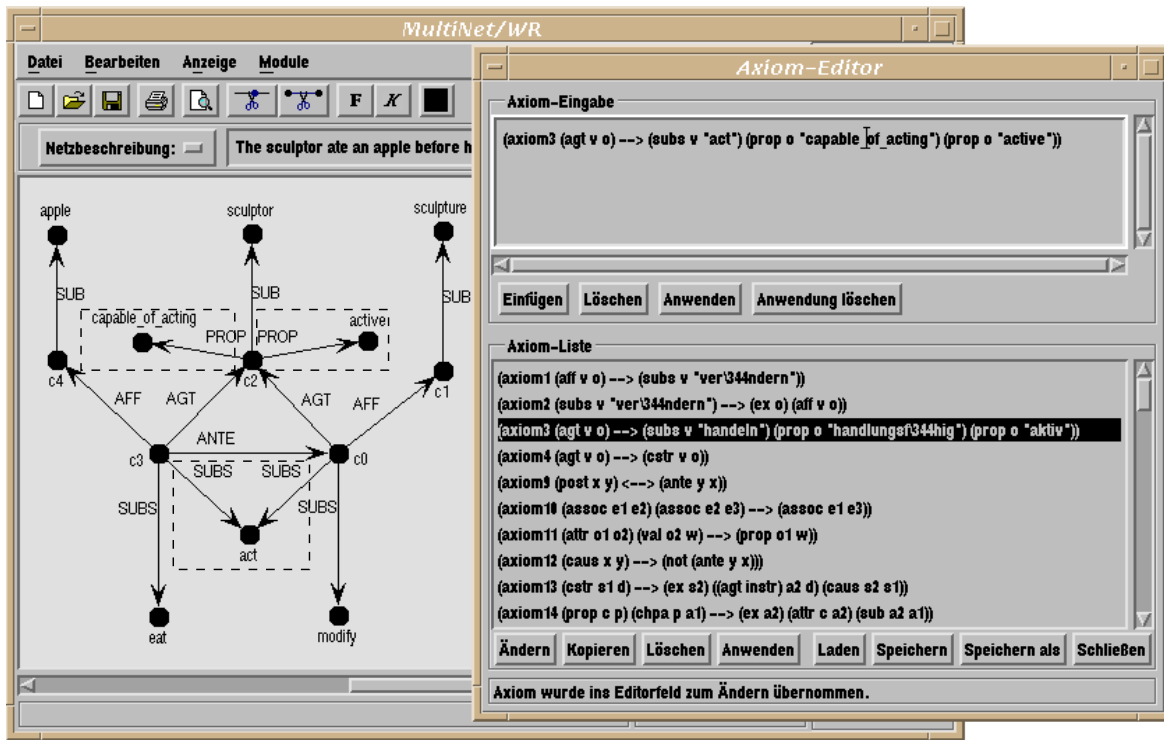 MultiNet/WR
Datei Bearbeiten Anzeige Module
F K
Netzbeschreibung: The sculptor ate an apple before h
apple sculptor sculpture
SUB SUB SUB
capable_of_acting active
PROP PROP
c4 c2 c1
AFF AGT AGT AFF
ANTE
c3 c0
SUBS SUBS
SUBS SUBS
act
eat modify
Axiom-Editor
Axiom-Eingabe
(axiom3 (agt v o) --> (subs v "act") (prop o "capable_of_acting") (prop o "active"))
Einfügen Löschen Anwenden Anwendung löschen
Axiom-Liste
(axiom1 (aff v o) --> (subs v "ver\344ndern"))
(axiom2 (subs v "ver\344ndern") --> (ex o) (aff v o))
(axiom3 (agt v o) --> (subs v "handeln") (prop o "handlungsf\344hig") (prop o "aktiv"))
(axiom4 (agt v o) --> (cstr v o))
(axiom9 (post x y) <--> (ante y x))
(axiom10 (assoc e1 e2) (assoc e2 e3) --> (assoc e1 e3))
(axiom11 (attr o1 o2) (val o2 w) --> (prop o1 w))
(axiom12 (caus x y) --> (not (ante y x)))
(axiom13 (cstr s1 d) --> (ex s2) ((agt instr) a2 d) (caus s2 s1))
(axiom14 (prop c p) (chpa p a1) --> (ex a2) (attr c a2) (sub a2 a1))
Ändern Kopieren Löschen Anwenden Laden Speichern Speichern als Schließen
Axiom wurde ins Editorfeld zum Ändern übernommen.